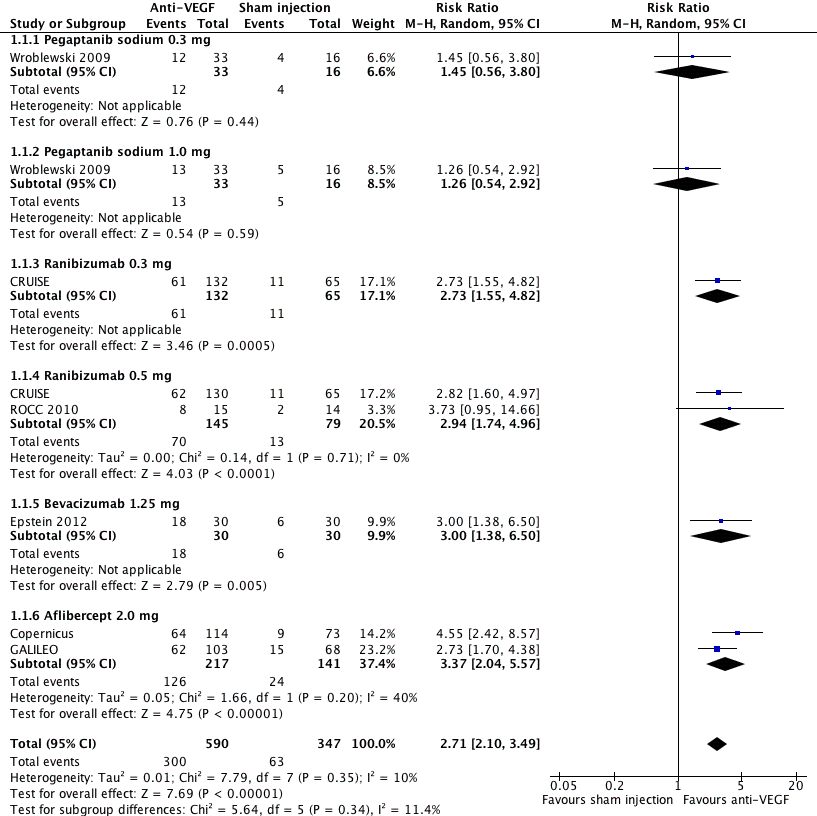 Anti-VEGF Sham injection Risk Ratio Risk Ratio
Study or Subgroup Events Total Events Total Weight M-H, Random, 95% CI M-H, Random, 95% CI
1.1.1 Pegaptanib sodium 0.3 mg
Wroblewski 2009 12 33 4 16 6.6% 1.45 [0.56, 3.80]
Subtotal (95% CI) 33 16 6.6% 1.45 [0.56, 3.80]
Total events 12 4
Heterogeneity: Not applicable
Test for overall effect: Z = 0.76 (P = 0.44)
1.1.2 Pegaptanib sodium 1.0 mg
Wroblewski 2009 13 33 5 16 8.5% 1.26 [0.54, 2.92]
Subtotal (95% CI) 33 16 8.5% 1.26 [0.54, 2.92]
Total events 13 5
Heterogeneity: Not applicable
Test for overall effect: Z = 0.54 (P = 0.59)
1.1.3 Ranibizumab 0.3 mg
CRUISE 61 132 11 65 17.1% 2.73 [1.55, 4.82]
Subtotal (95% CI) 132 65 17.1% 2.73 [1.55, 4.82]
Total events 61 11
Heterogeneity: Not applicable
Test for overall effect: Z = 3.46 (P = 0.0005)
1.1.4 Ranibizumab 0.5 mg
CRUISE 62 130 11 65 17.2% 2.82 [1.60, 4.97]
ROCC 2010 8 15 2 14 3.3% 3.73 [0.95, 14.66]
Subtotal (95% CI) 145 79 20.5% 2.94 [1.74, 4.96]
Total events 70 13
Heterogeneity: Tau² = 0.00; Chi² = 0.14, df = 1 (P = 0.71); I² = 0%
Test for overall effect: Z = 4.03 (P < 0.0001)
1.1.5 Bevacizumab 1.25 mg
Epstein 2012 18 30 6 30 9.9% 3.00 [1.38, 6.50]
Subtotal (95% CI) 30 30 9.9% 3.00 [1.38, 6.50]
Total events 18 6
Heterogeneity: Not applicable
Test for overall effect: Z = 2.79 (P = 0.005)
1.1.6 Aflibercept 2.0 mg
Copernicus 64 114 9 73 14.2% 4.55 [2.42, 8.57]
GALILEO 62 103 15 68 23.2% 2.73 [1.70, 4.38]
Subtotal (95% CI) 217 141 37.4% 3.37 [2.04, 5.57]
Total events 126 24
Heterogeneity: Tau² = 0.05; Chi² = 1.66, df = 1 (P = 0.20); I² = 40%
Test for overall effect: Z = 4.75 (P < 0.00001)
Total (95% CI) 590 347 100.0% 2.71 [2.10, 3.49]
Total events 300 63
Heterogeneity: Tau² = 0.01; Chi² = 7.79, df = 7 (P = 0.35); I² = 10%
Test for overall effect: Z = 7.69 (P < 0.00001)
Test for subgroup differences: Chi² = 5.64, df = 5 (P = 0.34), I² = 11.4%
0.05 0.2 1 5 20
Favours sham injection Favours anti-VEGF